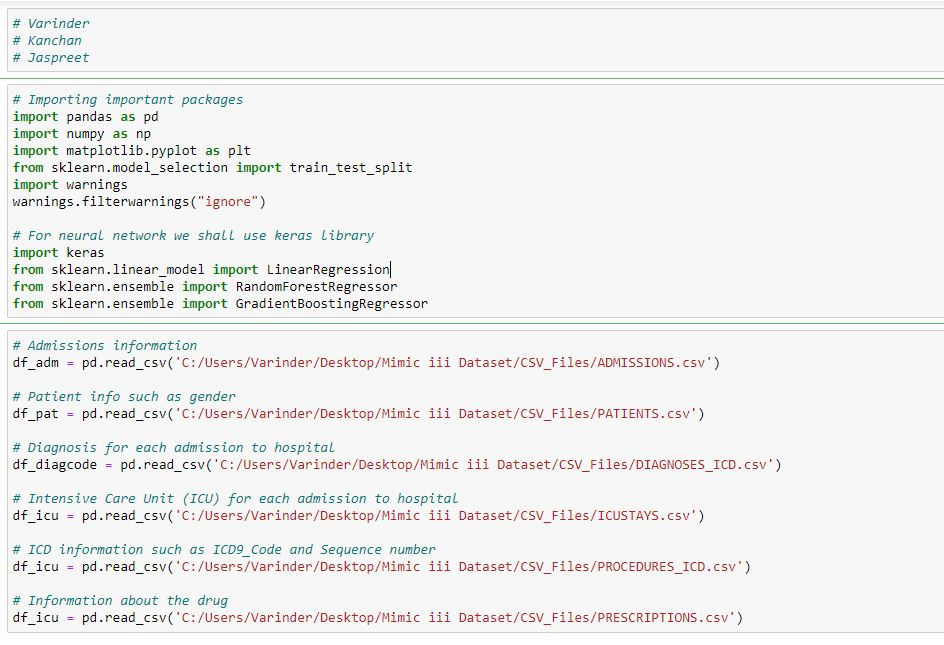 # Varinder
# Kanchan
# Jaspreet
# Importing important packages
import pandas as pd
import numpy as np
import matplotlib.pyplot as plt
from sklearn.model_selection import train_test_split
import warnings
warnings.filterwarnings("ignore")
# For neural network we shall use keras library
import keras
from sklearn.linear_model import LinearRegression
from sklearn.ensemble import RandomForestRegressor
from sklearn.ensemble import GradientBoostingRegressor
# Admissions information
df_adm = pd.read_csv('C:/Users/Varinder/Desktop/Mimic iii Dataset/CSV_Files/ADMISSIONS.csv')
# Patient info such as gender
df_pat = pd.read_csv('C:/Users/Varinder/Desktop/Mimic iii Dataset/CSV_Files/PATIENTS.csv')
# Diagnosis for each admission to hospital
df_diagcode = pd.read_csv('C:/Users/Varinder/Desktop/Mimic iii Dataset/CSV_Files/DIAGNOSES_ICD.csv')
# Intensive Care Unit (ICU) for each admission to hospital
df_icu = pd.read_csv('C:/Users/Varinder/Desktop/Mimic iii Dataset/CSV_Files/ICUSTAYS.csv')
# ICD information such as ICD9_Code and Sequence number
df_icu = pd.read_csv('C:/Users/Varinder/Desktop/Mimic iii Dataset/CSV_Files/PROCEDURES_ICD.csv')
# Information about the drug
df_icu = pd.read_csv('C:/Users/Varinder/Desktop/Mimic iii Dataset/CSV_Files/PRESCRIPTIONS.csv')